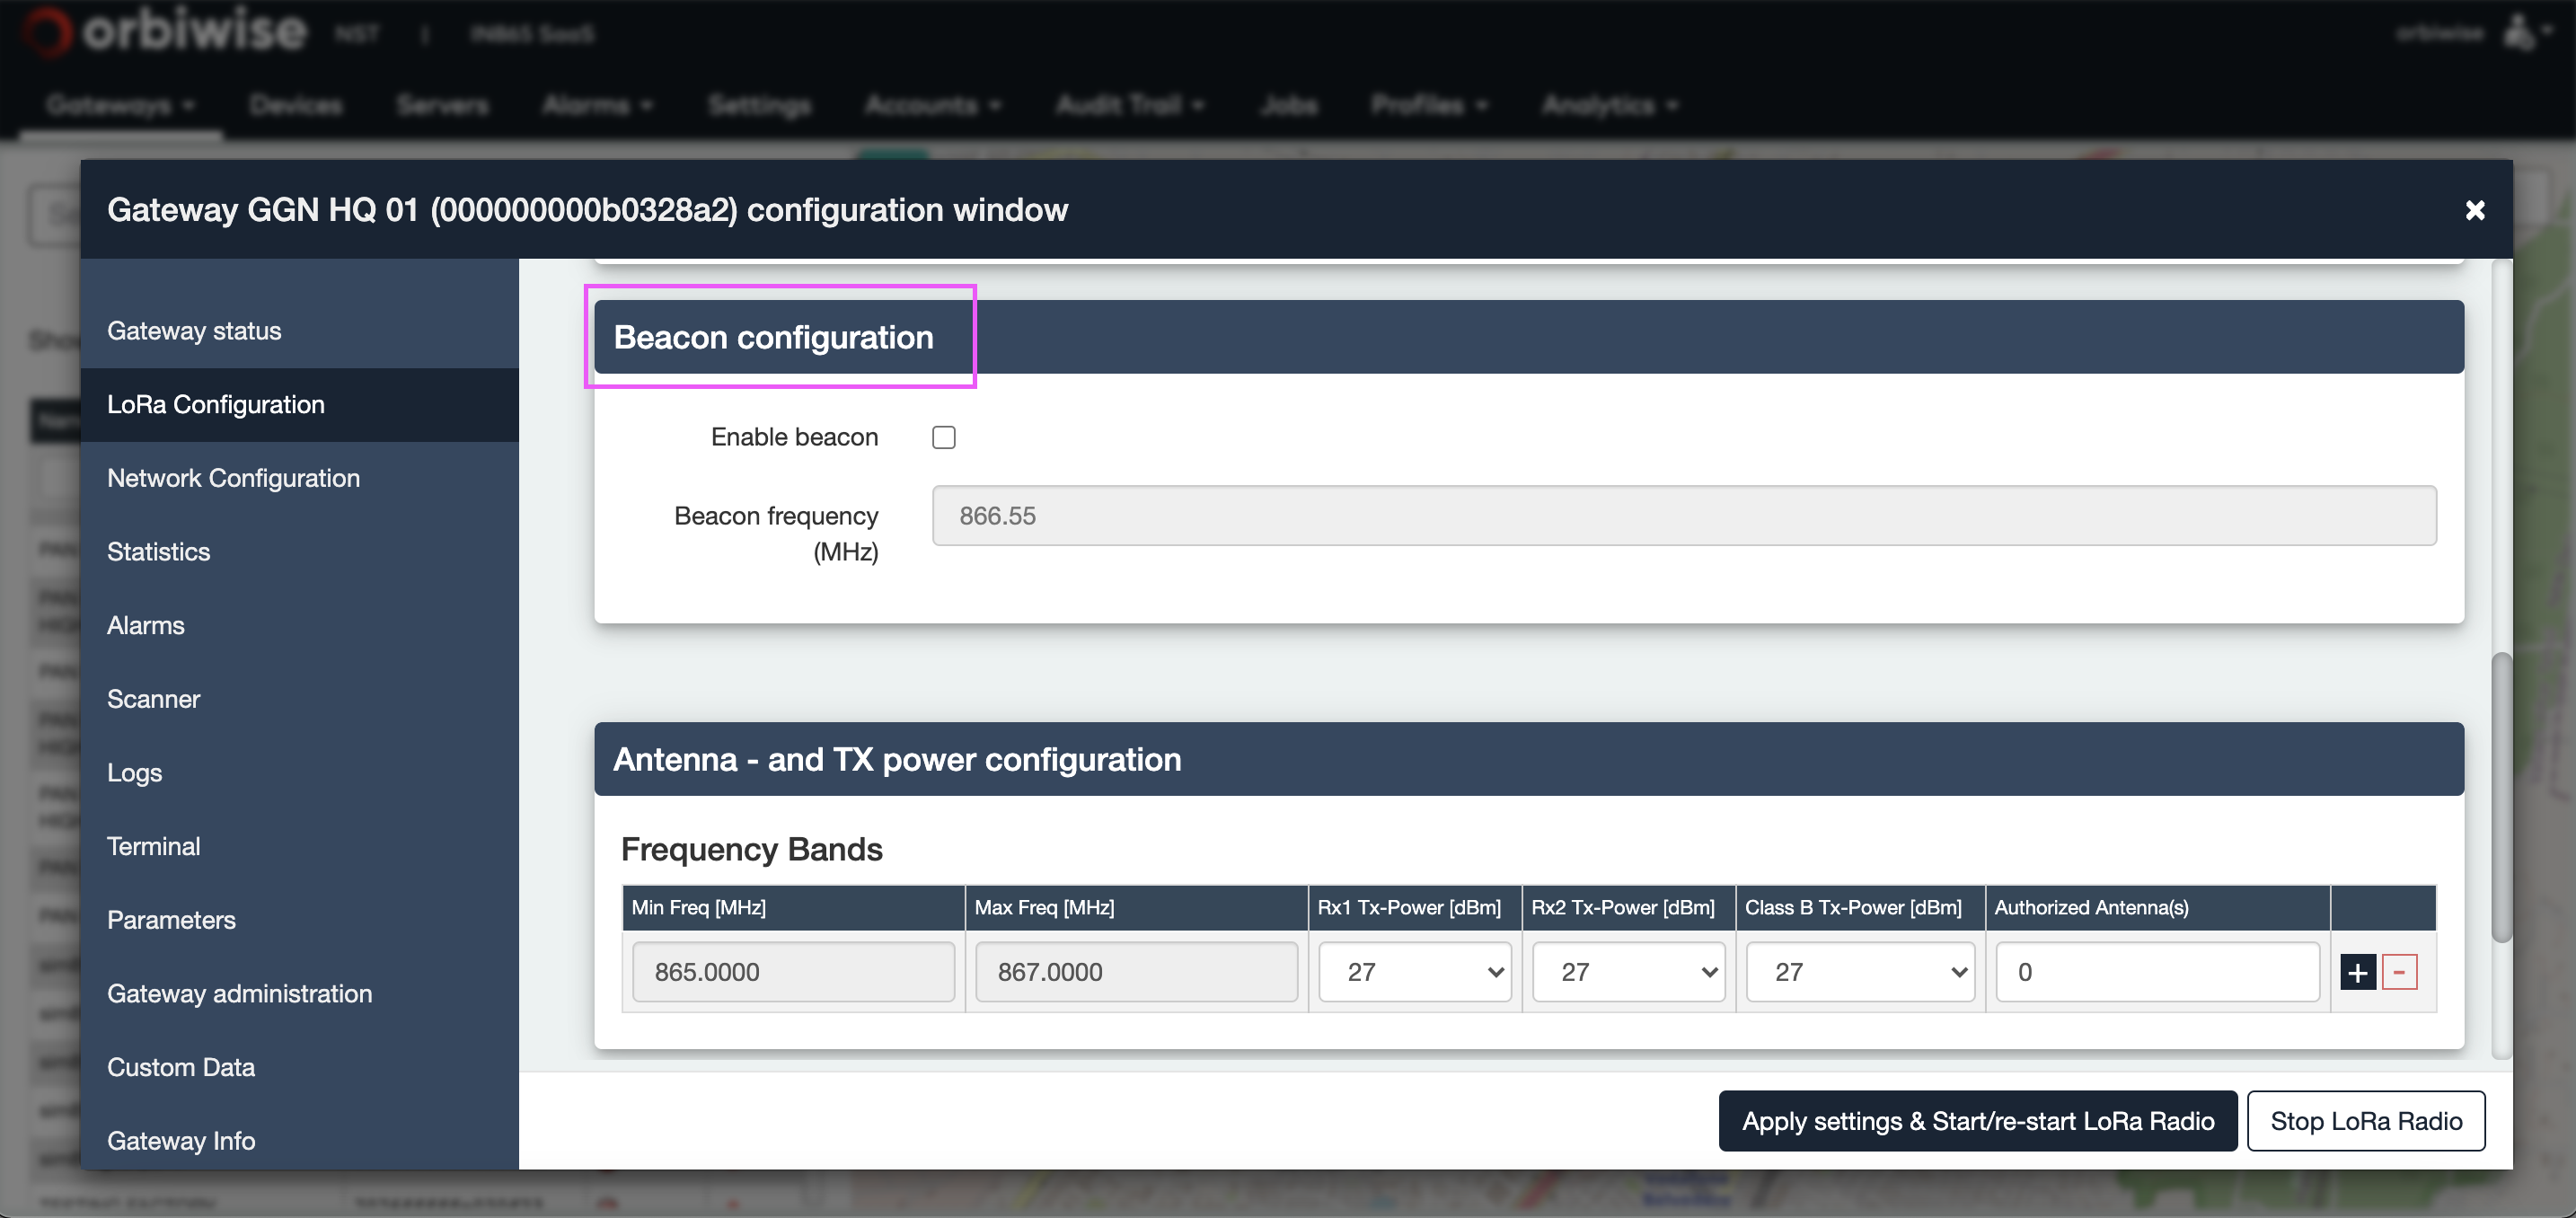 orbiwise NST | IN865 SaaS orbiwise
Gateways Devices Servers Alarms Settings Accounts Audit Trail Jobs Profiles Analytics
Gateway GGN HQ 01 (000000000b0328a2) configuration window
Gateway status
LoRa Configuration
Network Configuration
Statistics
Alarms
Scanner
Logs
Terminal
Parameters
Gateway administration
Custom Data
Gateway Info
Beacon configuration
Enable beacon
Beacon frequency
(MHz)
866.55
Antenna - and TX power configuration
Frequency Bands
Min Freq [MHz] Max Freq [MHz] Rx1 Tx-Power [dBm] Rx2 Tx-Power [dBm] Class B Tx-Power [dBm] Authorized Antenna(s)
865.0000 867.0000 27 27 27 0 + -
Apply settings & Start/re-start LoRa Radio Stop LoRa Radio